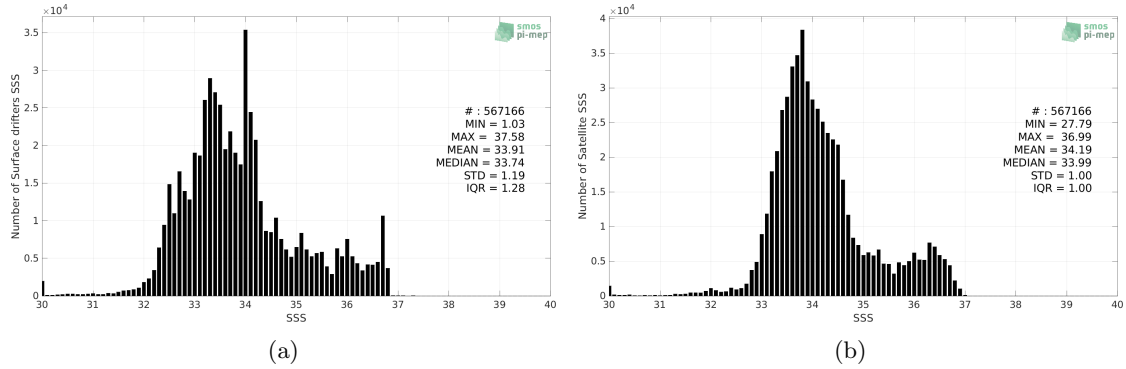 ×10⁴
Number of Surface drifters SSS
3.5
3
2.5
2
1.5
1
0.5
0
30 31 32 33 34 35 36 37 38 39 40
SSS
smos
pi-mep
# : 567166
MIN = 1.03
MAX = 37.58
MEAN = 33.91
MEDIAN = 33.74
STD = 1.19
IQR = 1.28
(a)
×10⁴
Number of Satellite SSS
4
3.5
3
2.5
2
1.5
1
0.5
0
30 31 32 33 34 35 36 37 38 39 40
SSS
smos
pi-mep
# : 567166
MIN = 27.79
MAX = 36.99
MEAN = 34.19
MEDIAN = 33.99
STD = 1.00
IQR = 1.00
(b)